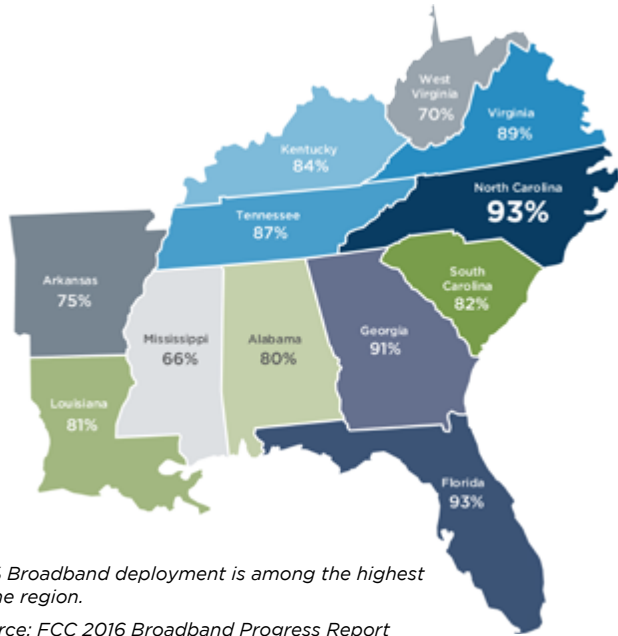 West
Virginia
70%
Virginia
89%
Kentucky
84%
North Carolina
93%
Tennessee
87%
South
Carolina
82%
Arkansas
75%
Mississippi
66%
Alabama
80%
Georgia
91%
Louisiana
81%
Florida
93%
Broadband deployment is among the highest
region.
FCC 2016 Broadband Progress Report